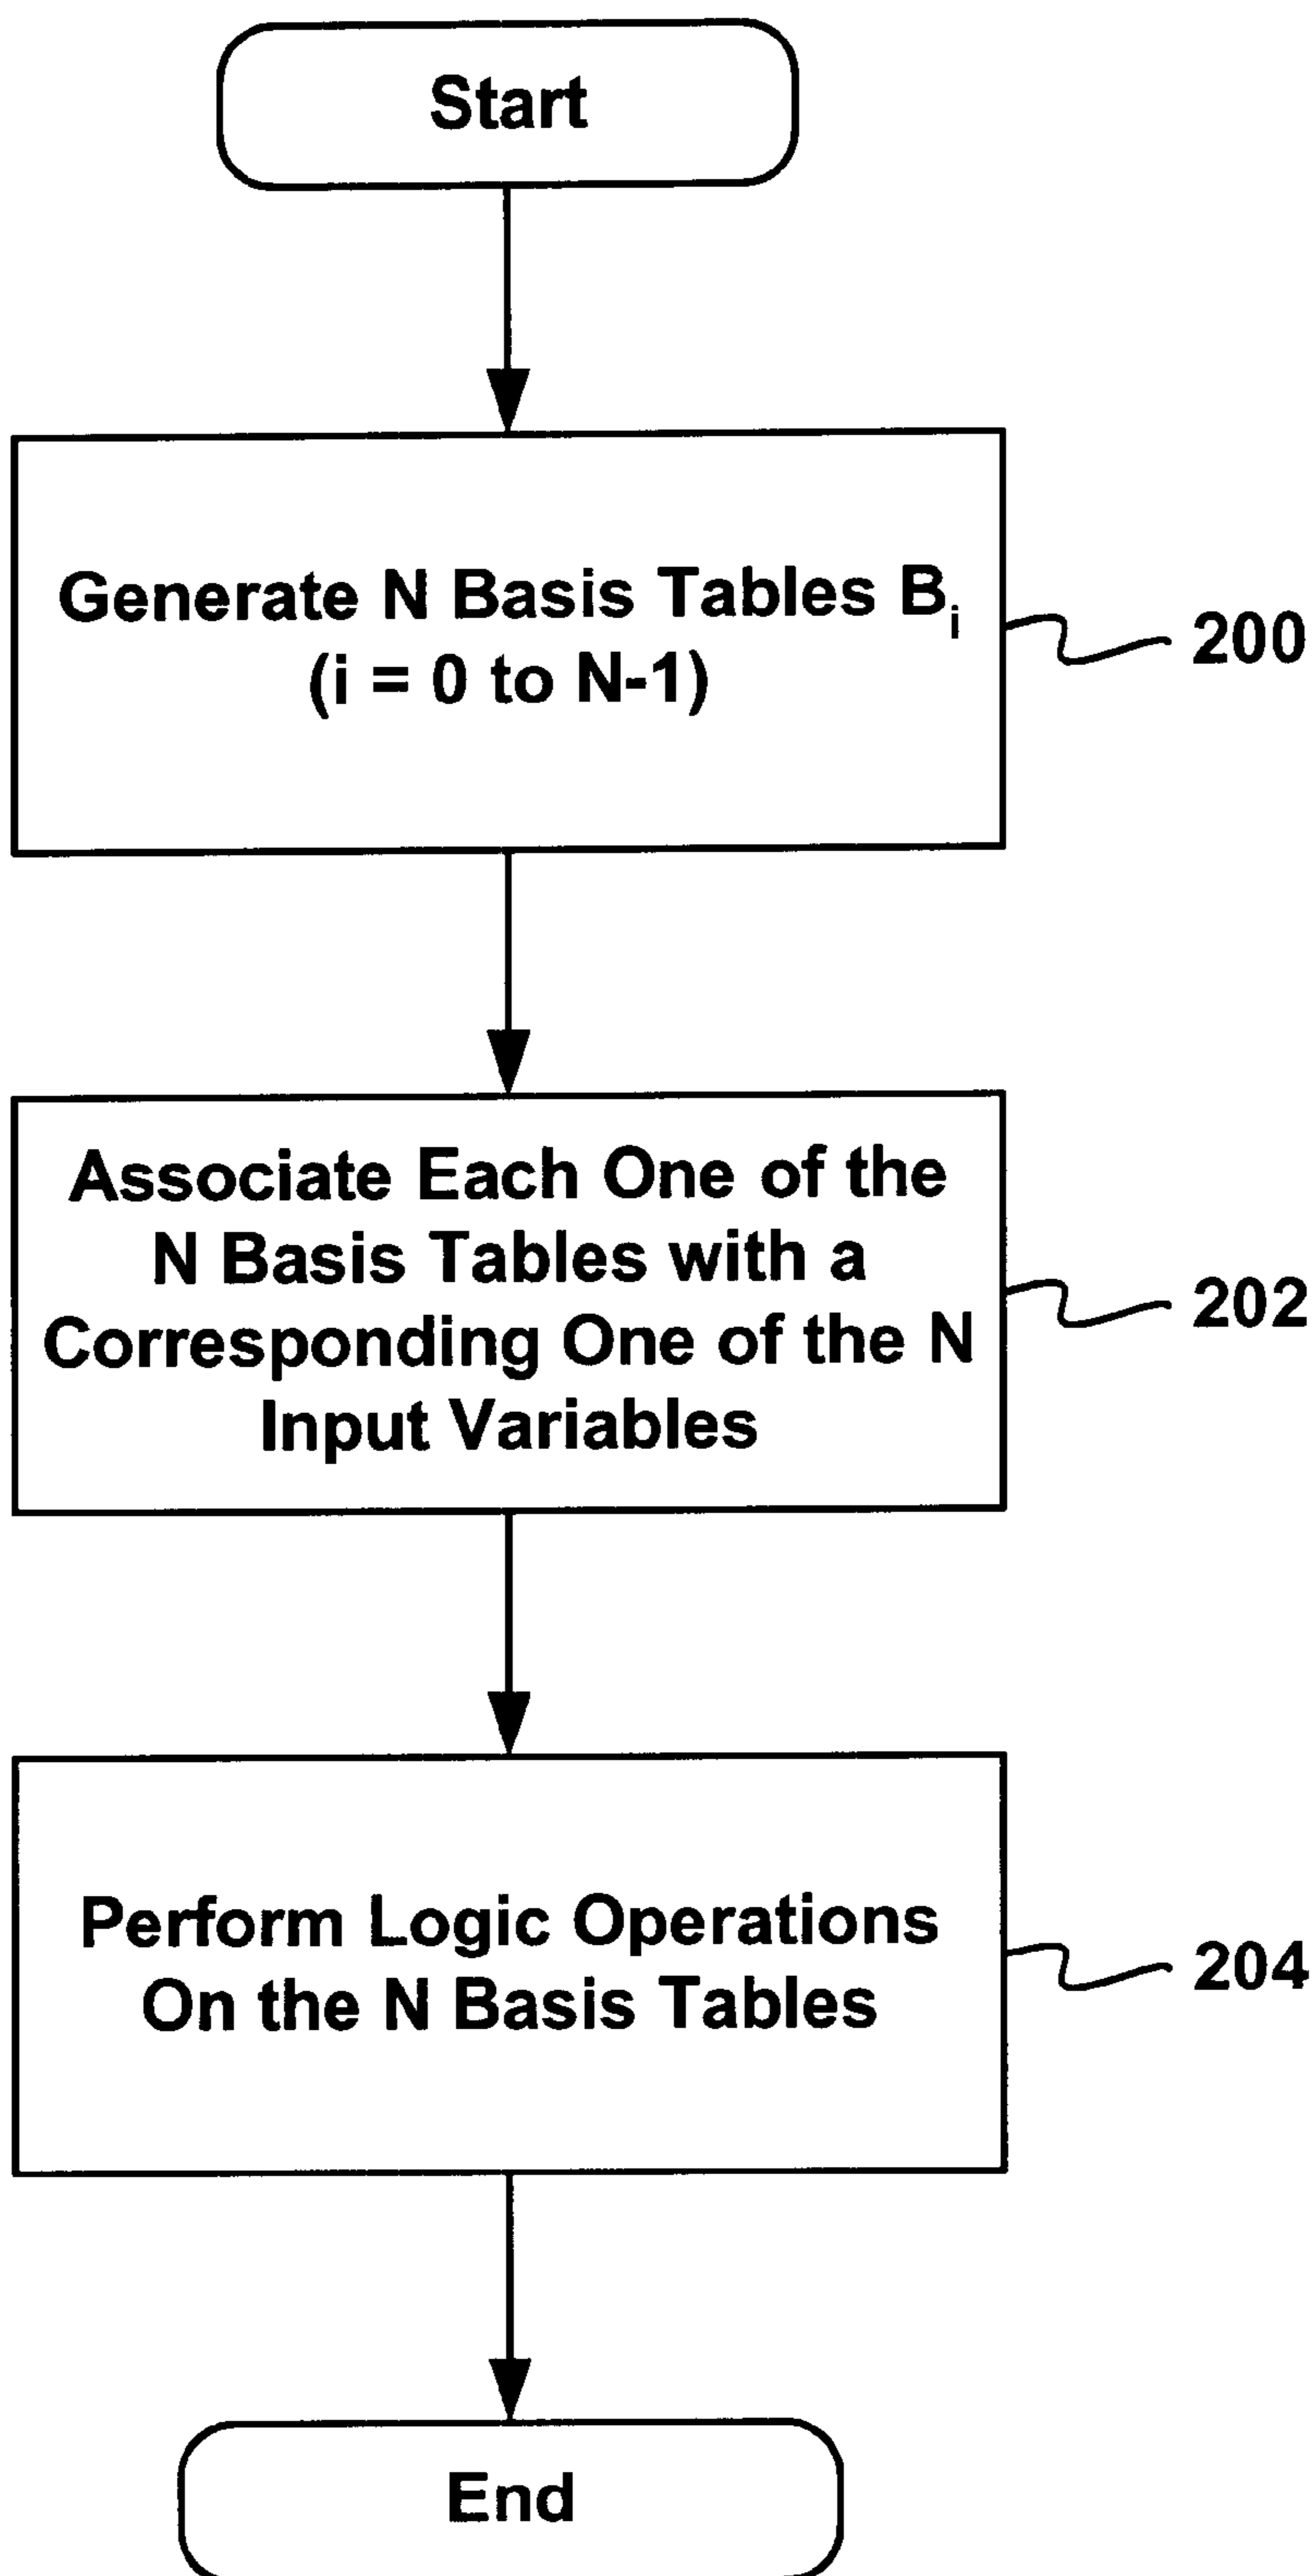 Start
Generate N Basis Tables Bi
(i = 0 to N-1)
200
Associate Each One of the
N Basis Tables with a
Corresponding One of the N
Input Variables
202
Perform Logic Operations
On the N Basis Tables
204
End